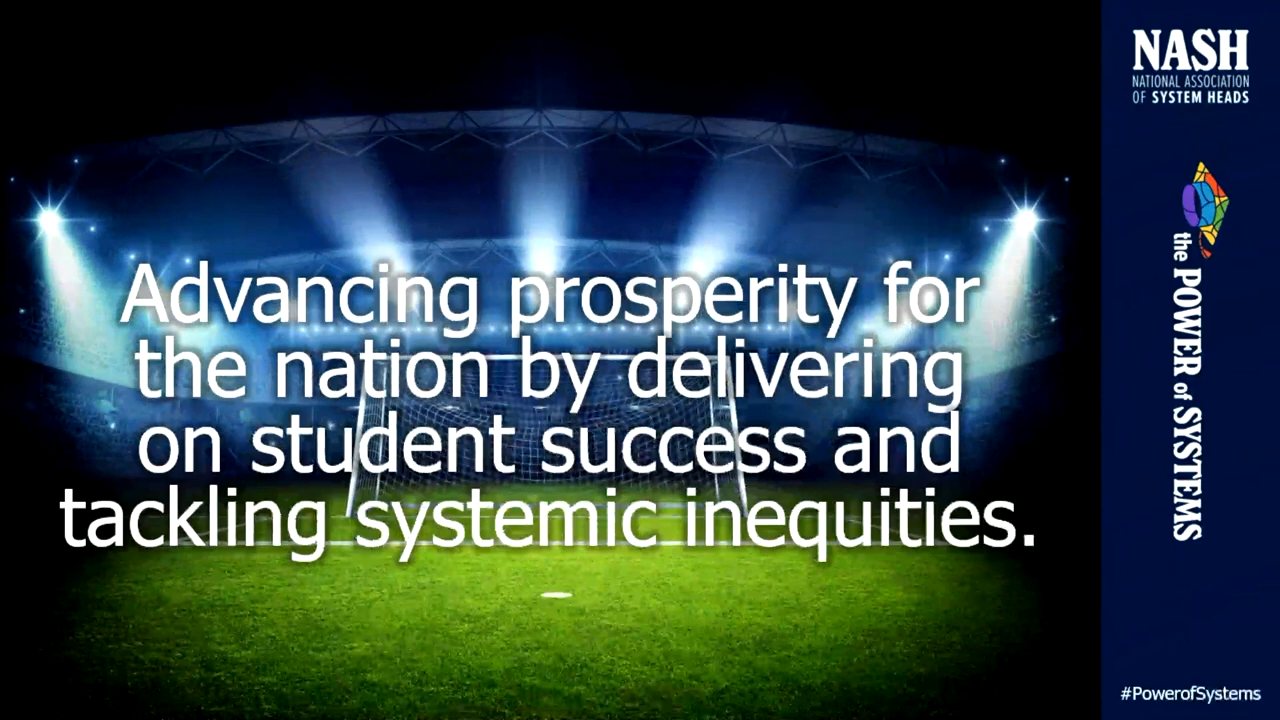 Advancing prosperity for
the nation by delivering
on student success and
tackling systemic inequities.
NASH
NATIONAL ASSOCIATION
OF SYSTEM HEADS
the POWER of SYSTEMS
#PowerofSystems